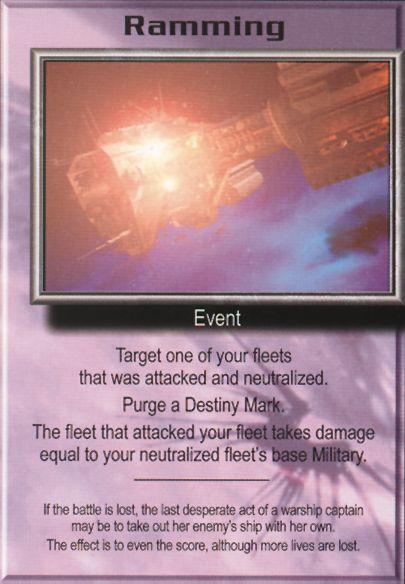 Ramming
Event
Target one of your fleets
that was attacked and neutralized.
Purge a Destiny Mark.
The fleet that attacked your fleet takes damage
equal to your neutralized fleet's base Military.
If the battle is lost, the last desperate act of a warship captain
may be to take out her enemy's ship with her own.
The effect is to even the score, although more lives are lost.